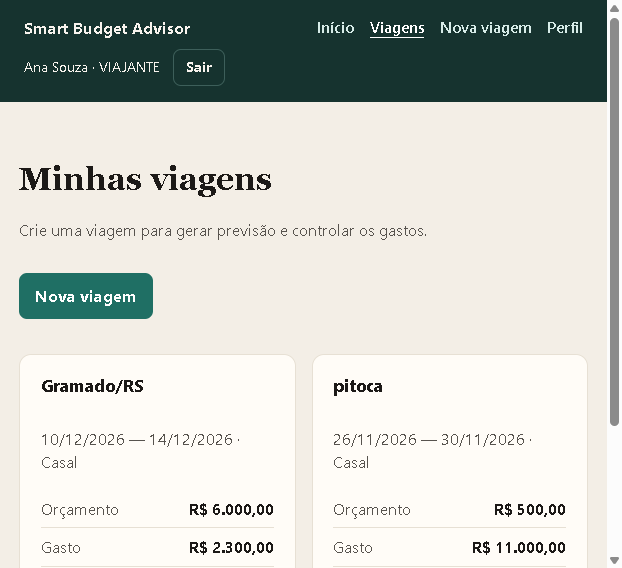 Smart Budget Advisor
Início Viagens Nova viagem Perfil
Ana Souza · VIAJANTE Sair
Minhas viagens
Crie uma viagem para gerar previsão e controlar os gastos.
Nova viagem
Gramado/RS
10/12/2026 — 14/12/2026 ·
Casal
Orçamento R$ 6.000,00
Gasto R$ 2.300,00
pitoca
26/11/2026 — 30/11/2026 ·
Casal
Orçamento R$ 500,00
Gasto R$ 11.000,00